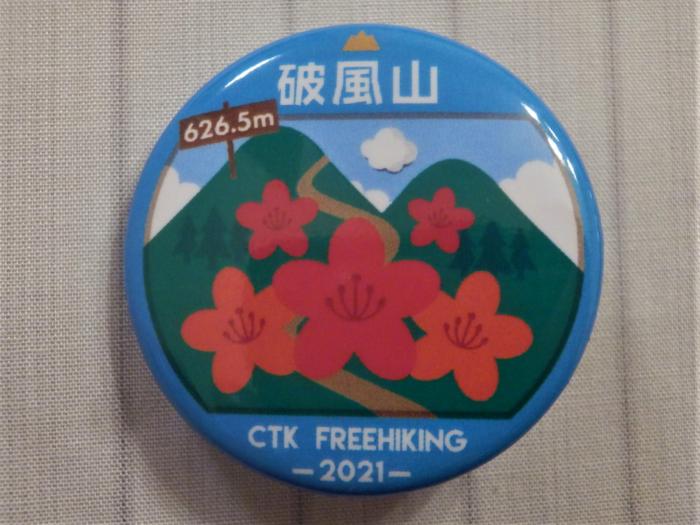 破風山
626.5m
CTK FREEHIKING
-2021-